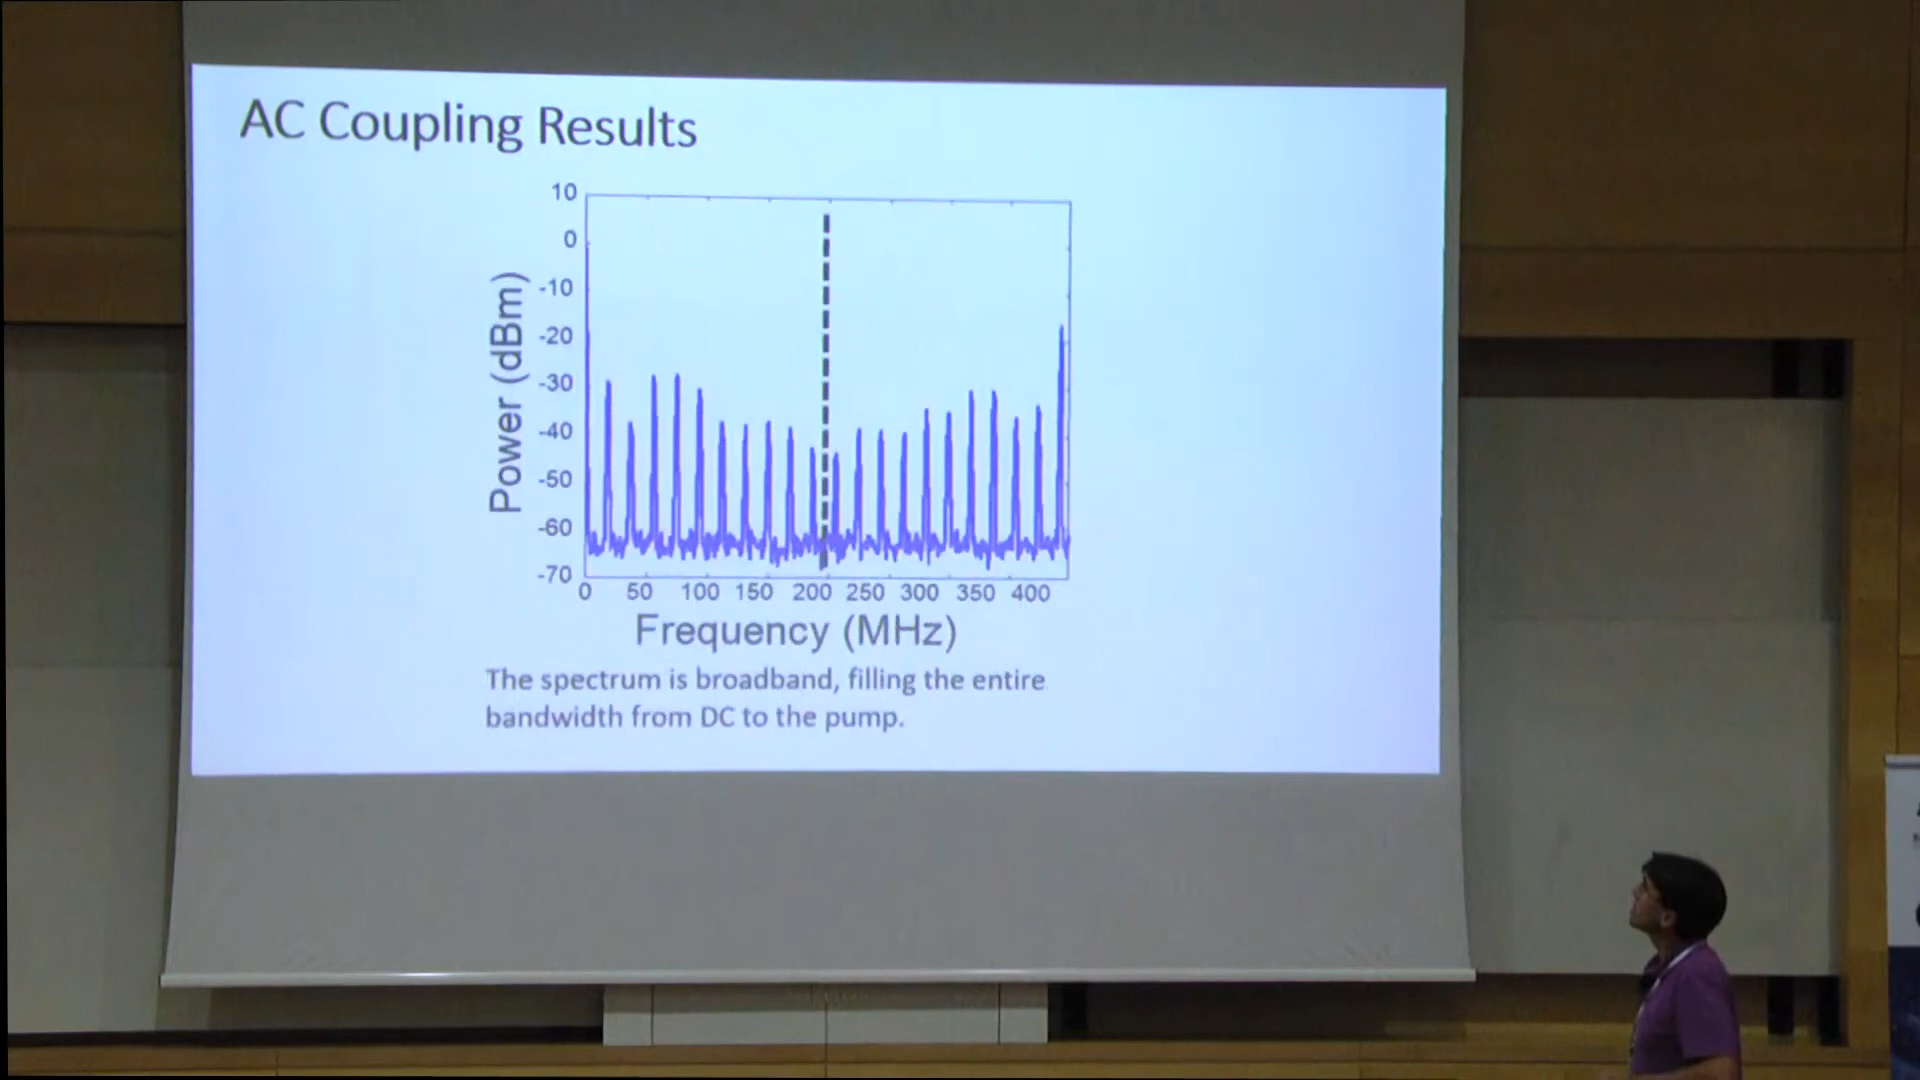 AC Coupling Results
10
0
-10
-20
-30
-40
-50
-60
-70
Power (dBm)
0 50 100 150 200 250 300 350 400
Frequency (MHz)
The spectrum is broadband, filling the entire
bandwidth from DC to the pump.